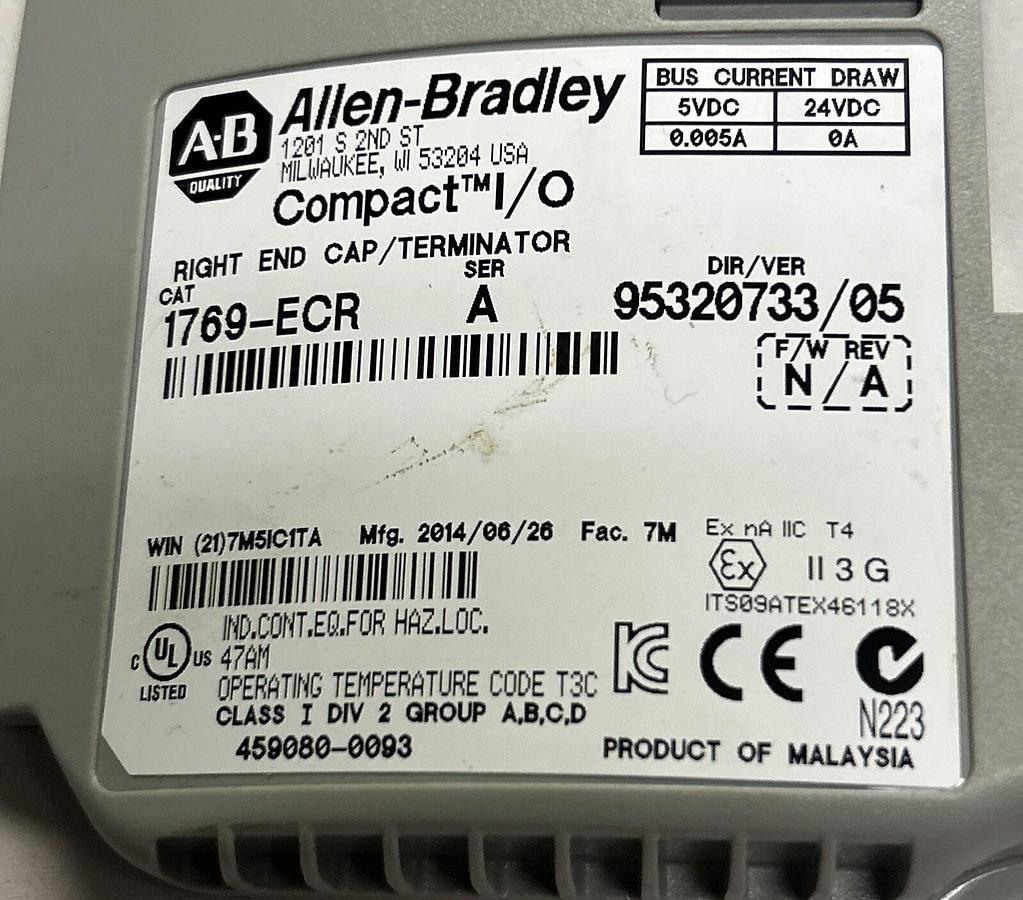 A-B
QUALITY
Allen-Bradley
1201 S 2ND ST
MILWAUKEE, WI 53204 USA
Compact™I/O
BUS CURRENT DRAW
5VDC 24VDC
0.005A 0A
RIGHT END CAP/TERMINATOR
CAT SER DIR/VER
1769-ECR A 95320733/05
F/W REV
N/A
WIN (21)7M5IC1TA Mfg. 2014/06/26 Fac. 7M
Ex nA IIC T4
Ex II 3 G
ITS09ATEX46118X
IND.CONT.EQ.FOR HAZ.LOC.
C UL US 47AM
LISTED
OPERATING TEMPERATURE CODE T3C
CLASS I DIV 2 GROUP A,B,C,D
459080-0093
KC CE
N223
PRODUCT OF MALAYSIA